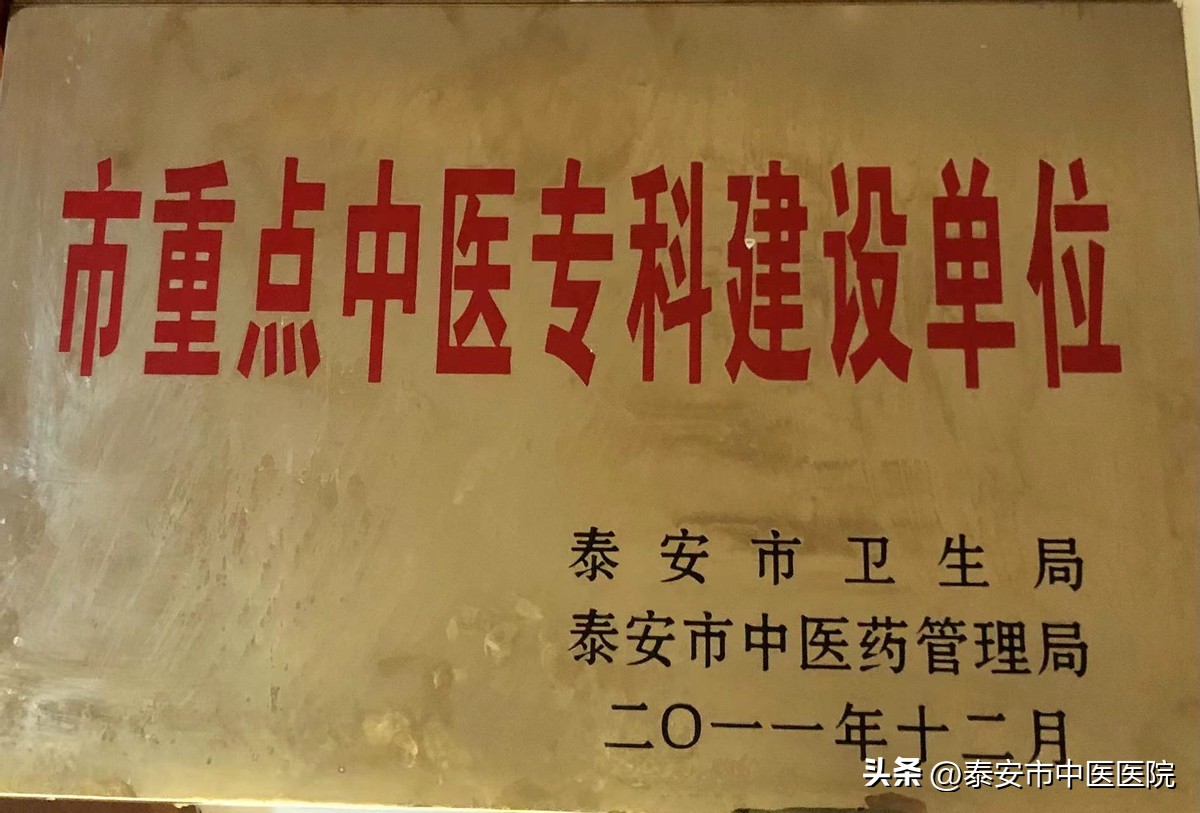 市重点中医专科建设单位
泰安市卫生局
泰安市中医药管理局
二〇一一年十二月
头条 @泰安市中医医院